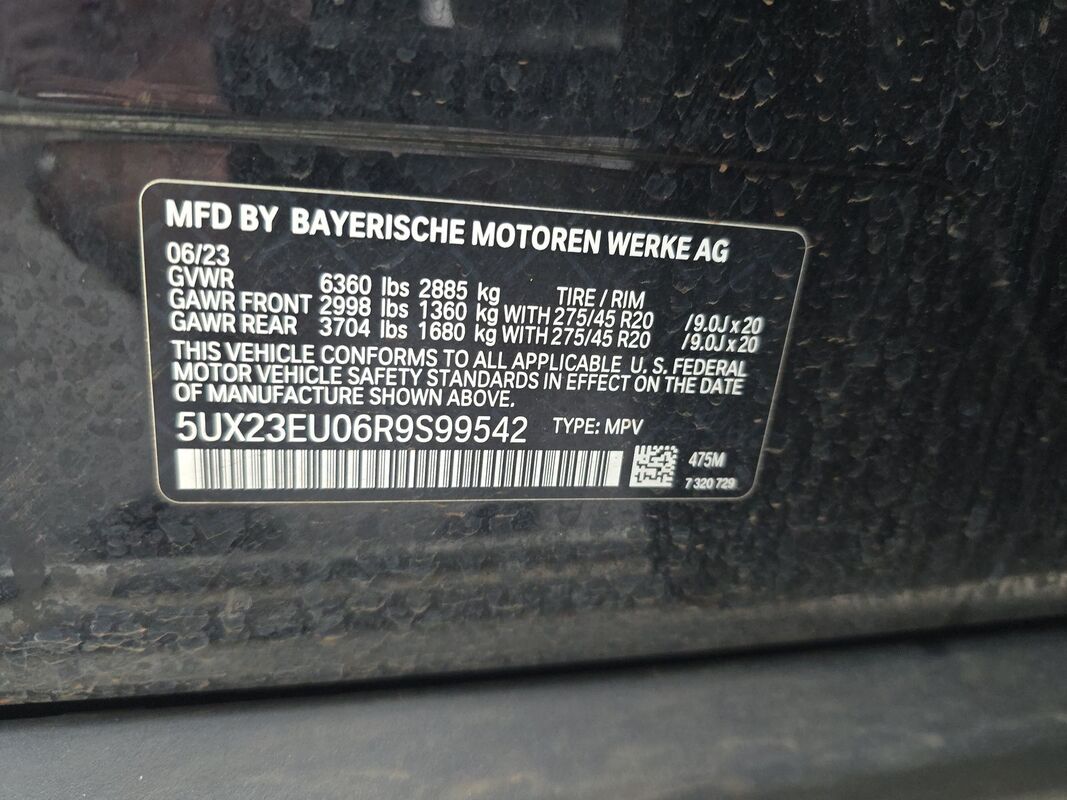 MFD BY BAYERISCHE MOTOREN WERKE AG
06/23
GVWR 6360 lbs 2885 kg TIRE / RIM
GAWR FRONT 2998 lbs 1360 kg WITH 275/45 R20 / 9.0J x 20
GAWR REAR 3704 lbs 1680 kg WITH 275/45 R20 / 9.0J x 20
THIS VEHICLE CONFORMS TO ALL APPLICABLE U. S. FEDERAL
MOTOR VEHICLE SAFETY STANDARDS IN EFFECT ON THE DATE
OF MANUFACTURE SHOWN ABOVE.
5UX23EU06R9S99542 TYPE: MPV
475M
7 320 729